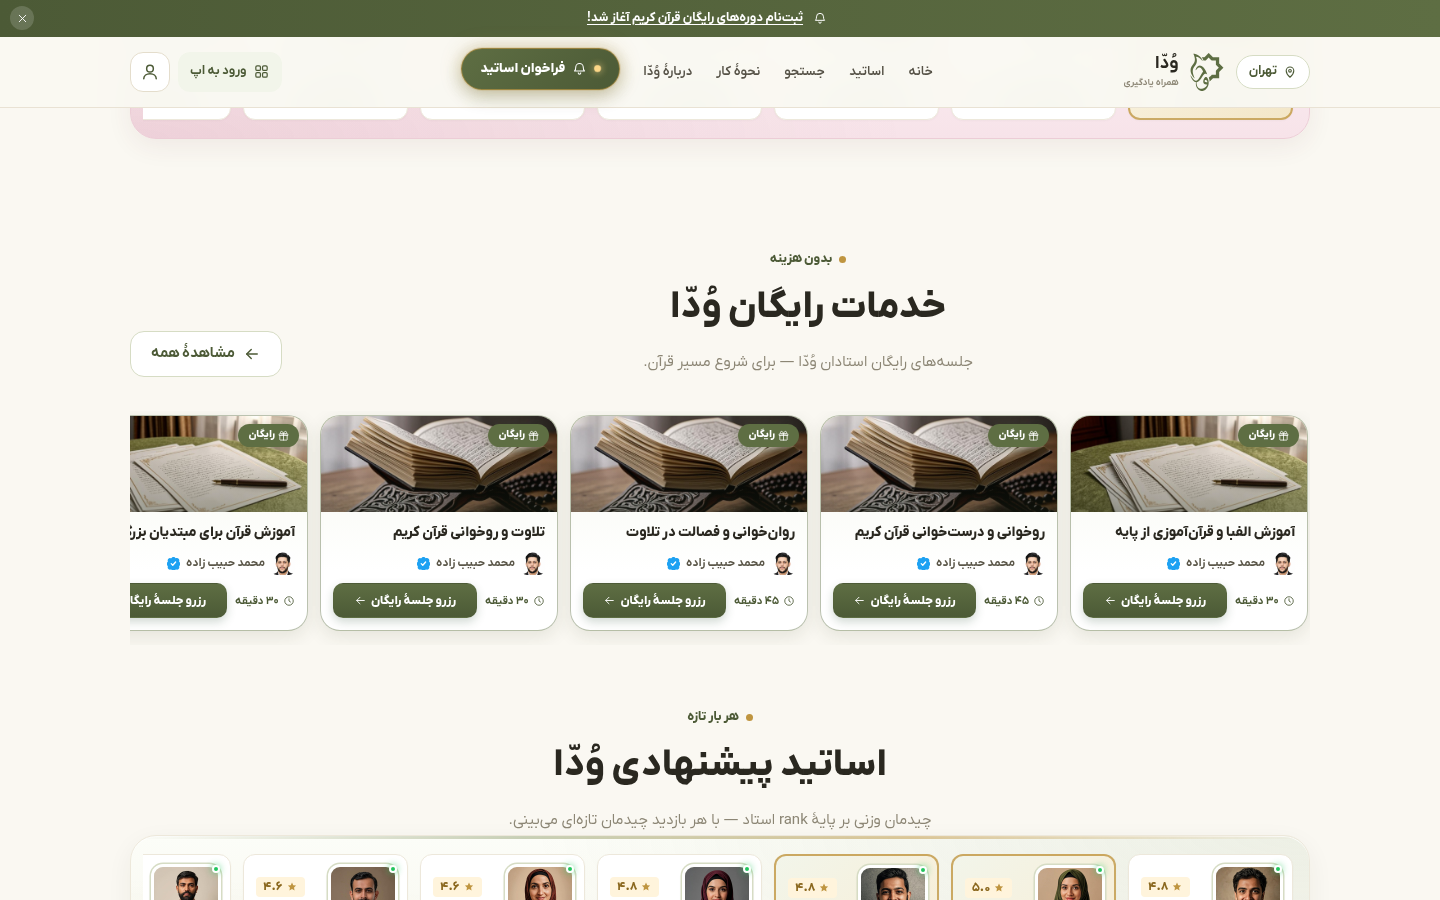 ثبت‌نام دوره‌های رایگان قرآن کریم آغاز شد!
تهران
وُدّا
همراه یادگیری
خانه
اساتید
جستجو
نحوهٔ کار
دربارهٔ وُدّا
فراخوان اساتید
ورود به اپ
بدون هزینه
خدمات رایگان وُدّا
جلسه‌های رایگان استادان وُدّا — برای شروع مسیر قرآن.
مشاهدهٔ همه
رایگان
آموزش الفبا و قرآن‌آموزی از پایه
محمد حبیب زاده
۳۰ دقیقه
رزرو جلسهٔ رایگان
رایگان
روخوانی و درست‌خوانی قرآن کریم
محمد حبیب زاده
۴۵ دقیقه
رزرو جلسهٔ رایگان
رایگان
روان‌خوانی و فصالت در تلاوت
محمد حبیب زاده
۴۵ دقیقه
رزرو جلسهٔ رایگان
رایگان
تلاوت و روخوانی قرآن کریم
محمد حبیب زاده
۳۰ دقیقه
رزرو جلسهٔ رایگان
رایگان
آموزش قرآن برای مبتدیان
محمد حبیب زاده
۳۰ دقیقه
رزرو جلسهٔ
هر بار تازه
اساتید پیشنهادی وُدّا
چیدمان وزنی بر پایهٔ rank استاد — با هر بازدید چیدمان تازه‌ای می‌بینی.
۴.۸
۵.۰
۴.۸
۴.۸
۴.۶
۴.۶